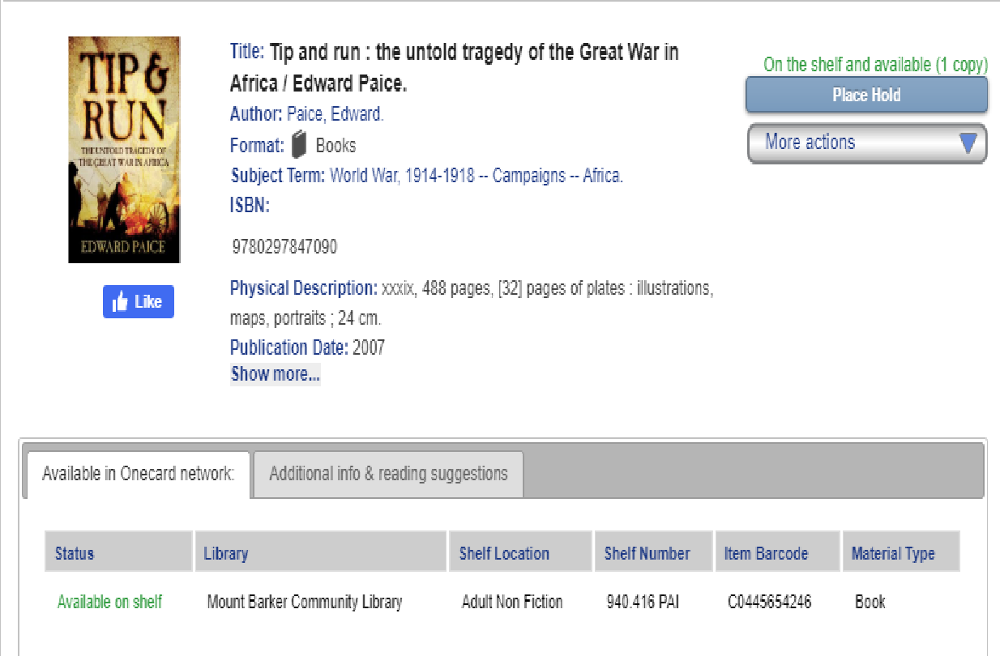 TIP &
RUN
THE UNTOLD TRAGEDY OF
THE GREAT WAR IN AFRICA
EDWARD PAICE
Like
Title: Tip and run : the untold tragedy of the Great War in
Africa / Edward Paice.
Author: Paice, Edward.
Format: Books
Subject Term: World War, 1914-1918 -- Campaigns -- Africa.
ISBN:
9780297847090
Physical Description: xxxix, 488 pages, [32] pages of plates : illustrations,
maps, portraits ; 24 cm.
Publication Date: 2007
Show more...
On the shelf and available (1 copy)
Place Hold
More actions
Available in Onecard network: Additional info & reading suggestions
Status Library Shelf Location Shelf Number Item Barcode Material Type
Available on shelf Mount Barker Community Library Adult Non Fiction 940.416 PAI C0445654246 Book